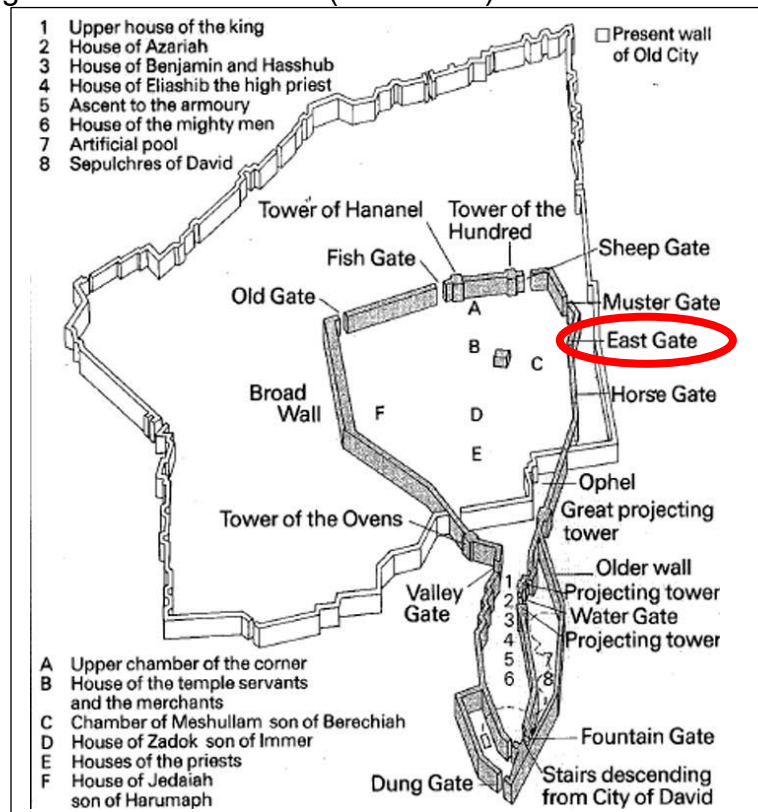 1 Upper house of the king
2 House of Azariah
3 House of Benjamin and Hasshub
4 House of Eliashib the high priest
5 Ascent to the armoury
6 House of the mighty men
7 Artificial pool
8 Sepulchres of David
Present wall
of Old City
Tower of Hananel
Tower of the
Hundred
Fish Gate
Sheep Gate
Old Gate
Muster Gate
A
East Gate
B
C
Broad
Wall
Horse Gate
F
D
E
Ophel
Tower of the Ovens
Great projecting
tower
Older wall
Valley
Gate
1
Projecting tower
2
Water Gate
3
Projecting tower
4
5
7
6
8
A Upper chamber of the corner
B House of the temple servants
and the merchants
C Chamber of Meshullam son of Berechiah
D House of Zadok son of Immer
E Houses of the priests
F House of Jedaiah
son of Harumaph
Fountain Gate
Dung Gate
Stairs descending
from City of David